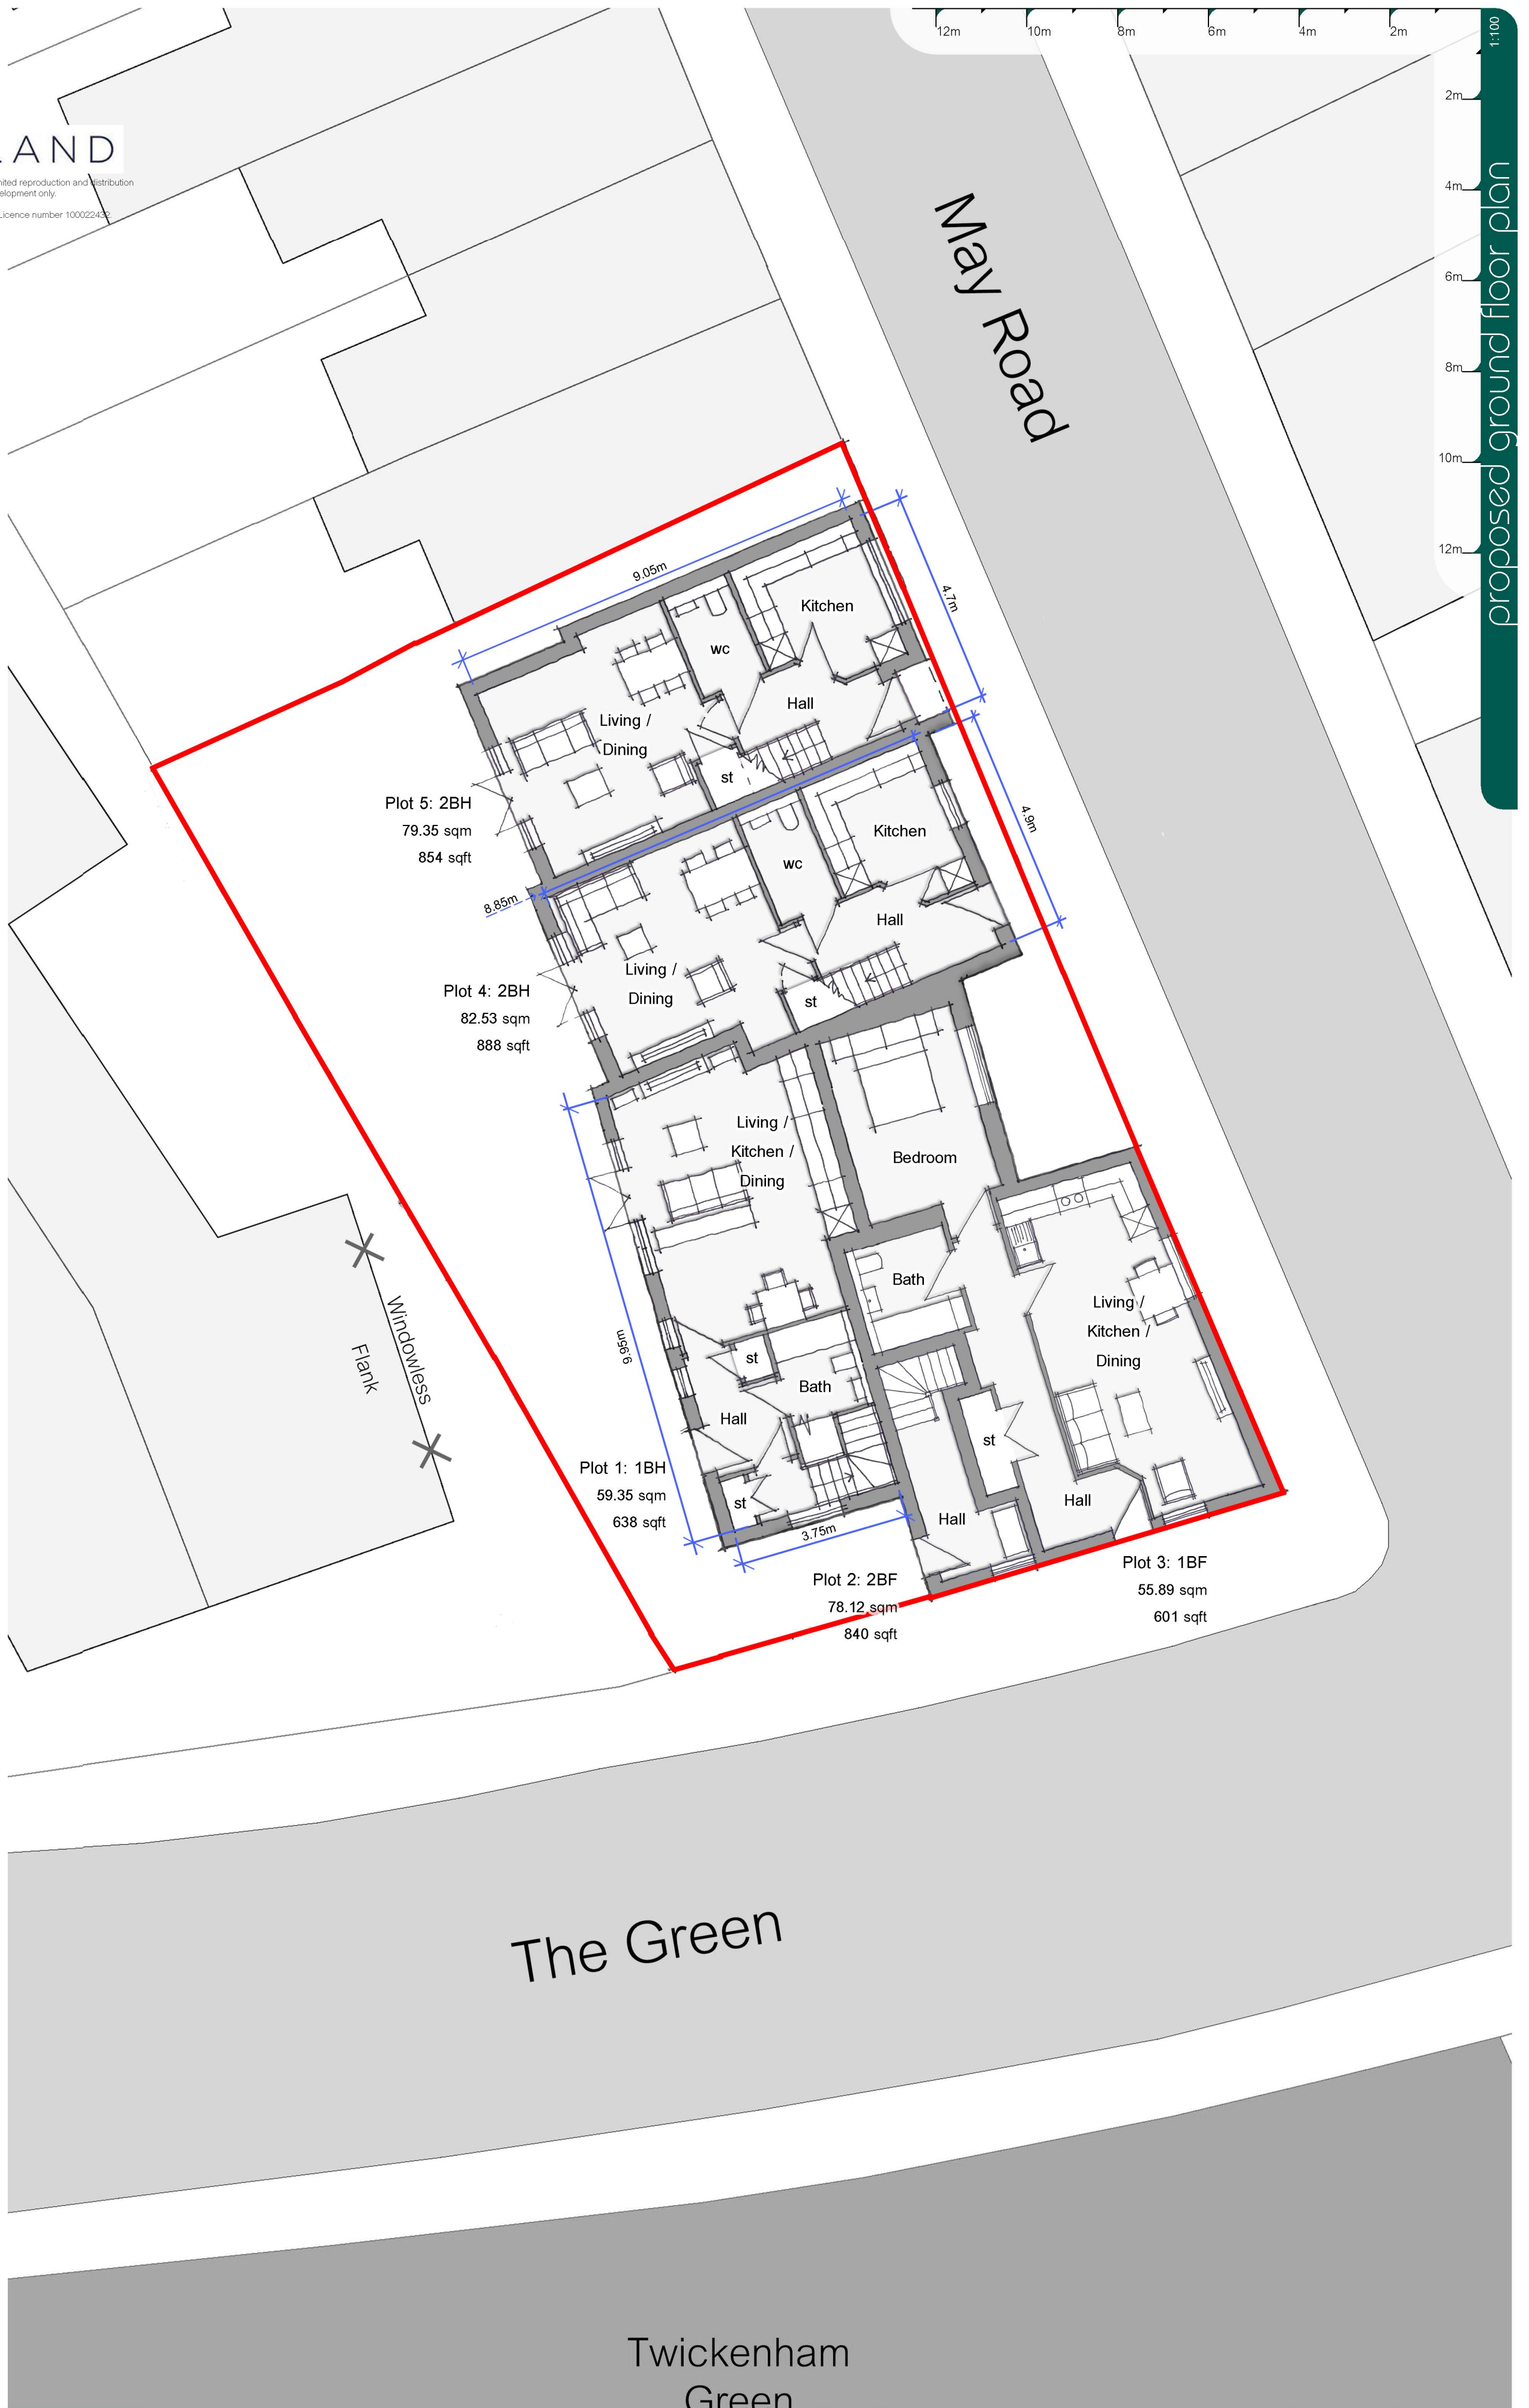 12m 10m 8m 6m 4m 2m
1:100
2m
4m
6m
8m
10m
12m
proposed ground floor plan
LAND
reproduction and distribution
only.
Licence number 100022432.
May Road
9.05m
4.7m
Kitchen
wc
Hall
Living /
Dining
st
Plot 5: 2BH
79.35 sqm
854 sqft
4.9m
Kitchen
wc
8.85m
Hall
Living /
Dining
st
Plot 4: 2BH
82.53 sqm
888 sqft
Living /
Kitchen /
Dining
Bedroom
Bath
Living /
Kitchen /
Dining
9.95m
st
Bath
Hall
st
st
Hall
Hall
Windowless
Flank
Plot 1: 1BH
59.35 sqm
638 sqft
3.75m
Plot 2: 2BF
78.12 sqm
840 sqft
Plot 3: 1BF
55.89 sqm
601 sqft
The Green
Twickenham
Green